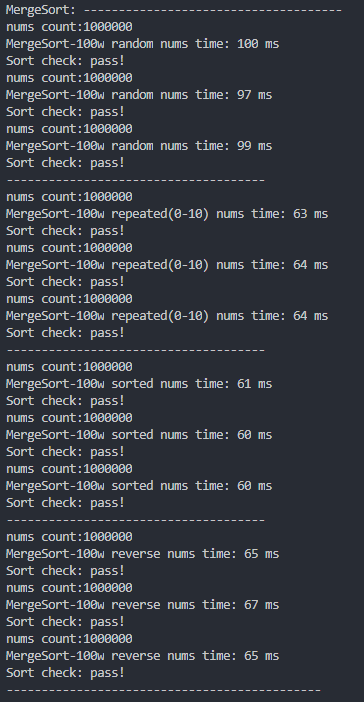 MergeSort: -------------------------------------
nums count:1000000
MergeSort-100w random nums time: 100 ms
Sort check: pass!
nums count:1000000
MergeSort-100w random nums time: 97 ms
Sort check: pass!
nums count:1000000
MergeSort-100w random nums time: 99 ms
Sort check: pass!
-------------------------------------
nums count:1000000
MergeSort-100w repeated(0-10) nums time: 63 ms
Sort check: pass!
nums count:1000000
MergeSort-100w repeated(0-10) nums time: 64 ms
Sort check: pass!
nums count:1000000
MergeSort-100w repeated(0-10) nums time: 64 ms
Sort check: pass!
-------------------------------------
nums count:1000000
MergeSort-100w sorted nums time: 61 ms
Sort check: pass!
nums count:1000000
MergeSort-100w sorted nums time: 60 ms
Sort check: pass!
nums count:1000000
MergeSort-100w sorted nums time: 60 ms
Sort check: pass!
-------------------------------------
nums count:1000000
MergeSort-100w reverse nums time: 65 ms
Sort check: pass!
nums count:1000000
MergeSort-100w reverse nums time: 67 ms
Sort check: pass!
nums count:1000000
MergeSort-100w reverse nums time: 65 ms
Sort check: pass!
---------------------------------------------